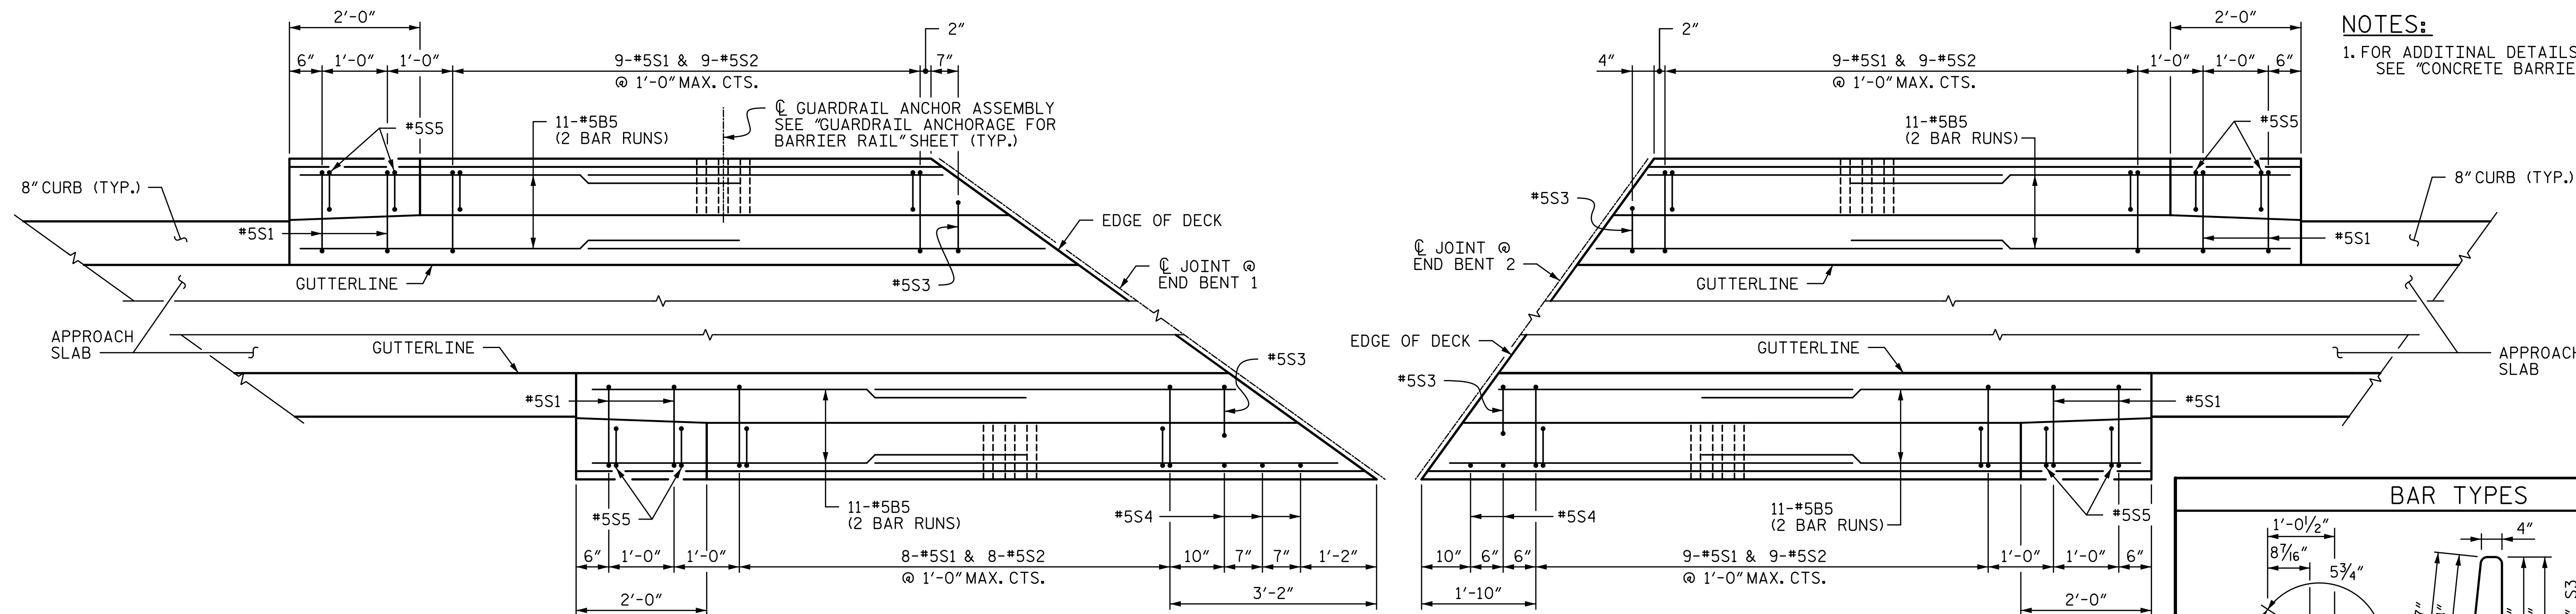 2'-0"
6" 1'-0" 1'-0"
9-#5S1 & 9-#5S2
@ 1'-0" MAX. CTS.
2"
7"
#5S5
11-#5B5
(2 BAR RUNS)
℄ GUARDRAIL ANCHOR ASSEMBLY
SEE "GUARDRAIL ANCHORAGE FOR
BARRIER RAIL" SHEET (TYP.)
8" CURB (TYP.)
#5S1
GUTTERLINE
#5S3
EDGE OF DECK
℄ JOINT @
END BENT 1
APPROACH
SLAB
GUTTERLINE
#5S3
#5S1
#5S5
11-#5B5
(2 BAR RUNS)
#5S4
6" 1'-0" 1'-0"
8-#5S1 & 8-#5S2
@ 1'-0" MAX. CTS.
10" 7" 7" 1'-2"
2'-0"
3'-2"
2"
4"
9-#5S1 & 9-#5S2
@ 1'-0" MAX. CTS.
2'-0"
1'-0" 1'-0" 6"
11-#5B5
(2 BAR RUNS)
#5S5
8" CURB (TYP.)
#5S3
#5S1
℄ JOINT @
END BENT 2
GUTTERLINE
EDGE OF DECK
GUTTERLINE
#5S3
APPROACH
SLAB
#5S1
#5S4
11-#5B5
(2 BAR RUNS)
#5S5
10" 6" 6"
9-#5S1 & 9-#5S2
@ 1'-0" MAX. CTS.
1'-0" 1'-0" 6"
1'-10"
2'-0"
NOTES:
1. FOR ADDITINAL DETAILS
SEE "CONCRETE BARRIE
BAR TYPES
1'-0½"
8⁷⁄₁₆"
5¾"
4"
S3